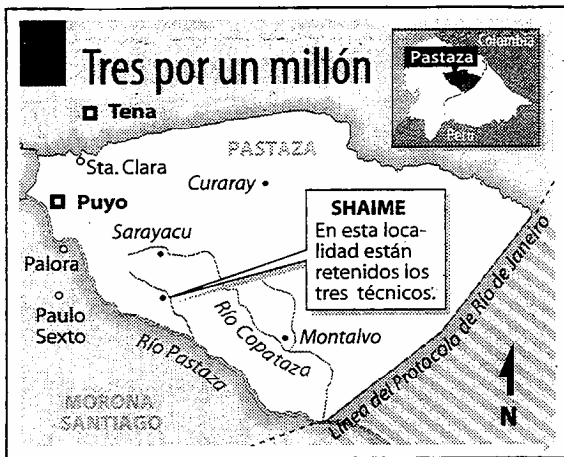 Tres por un millón
Colombia
Pastaza
Perú
Tena
PASTAZA
Sta. Clara
Curaray
Puyo
SHAIME
En esta loca-
lidad están
retenidos los
tres técnicos.
Sarayacu
Palora
Paulo
Sexto
Río Pastaza
Río Copataza
Montalvo
Línea del Protocolo de Río de Janeiro
MORONA
SANTIAGO
N